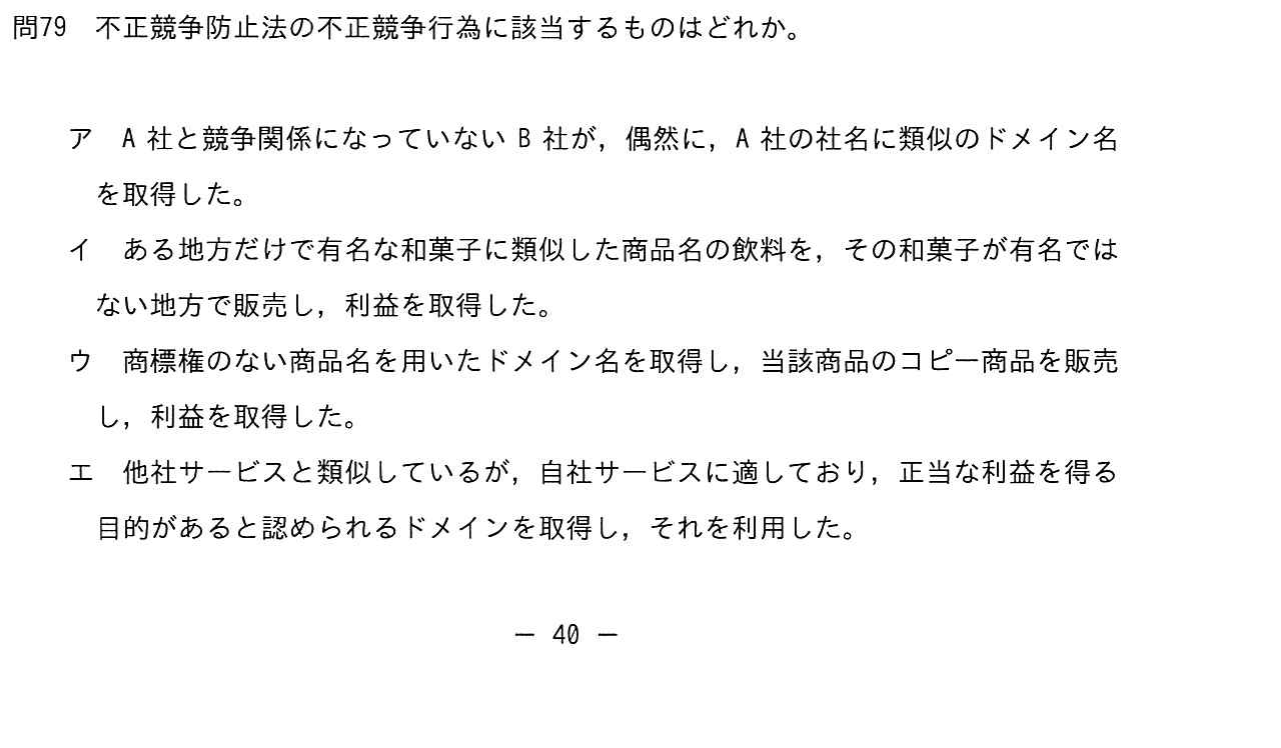 問79　不正競争防止法の不正競争行為に該当するものはどれか。
ア　A 社と競争関係になっていない B 社が，偶然に，A 社の社名に類似のドメイン名
を取得した。
イ　ある地方だけで有名な和菓子に類似した商品名の飲料を，その和菓子が有名では
ない地方で販売し，利益を取得した。
ウ　商標権のない商品名を用いたドメイン名を取得し，当該商品のコピー商品を販売
し，利益を取得した。
エ　他社サービスと類似しているが，自社サービスに適しており，正当な利益を得る
目的があると認められるドメインを取得し，それを利用した。
－ 40 －